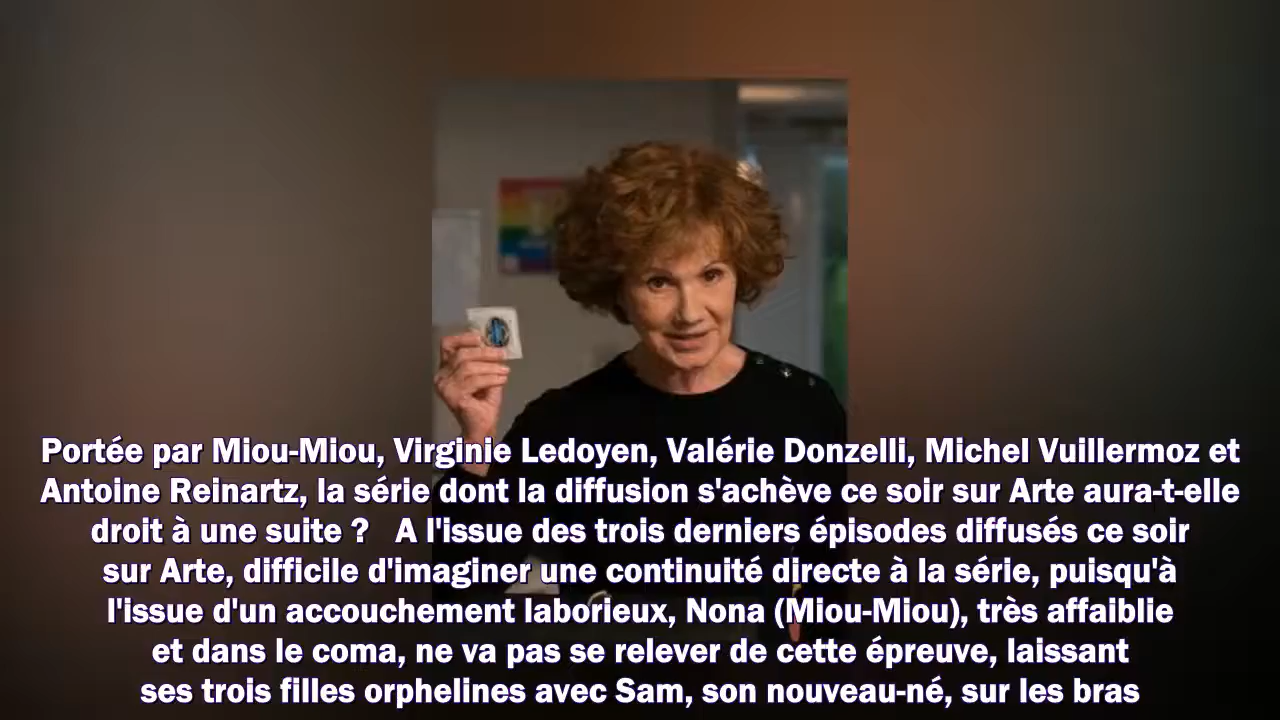 Portée par Miou-Miou, Virginie Ledoyen, Valérie Donzelli, Michel Vuillermoz et
Antoine Reinartz, la série dont la diffusion s'achève ce soir sur Arte aura-t-elle
droit à une suite ?   A l'issue des trois derniers épisodes diffusés ce soir
sur Arte, difficile d'imaginer une continuité directe à la série, puisqu'à
l'issue d'un accouchement laborieux, Nona (Miou-Miou), très affaiblie
et dans le coma, ne va pas se relever de cette épreuve, laissant
ses trois filles orphelines avec Sam, son nouveau-né, sur les bras